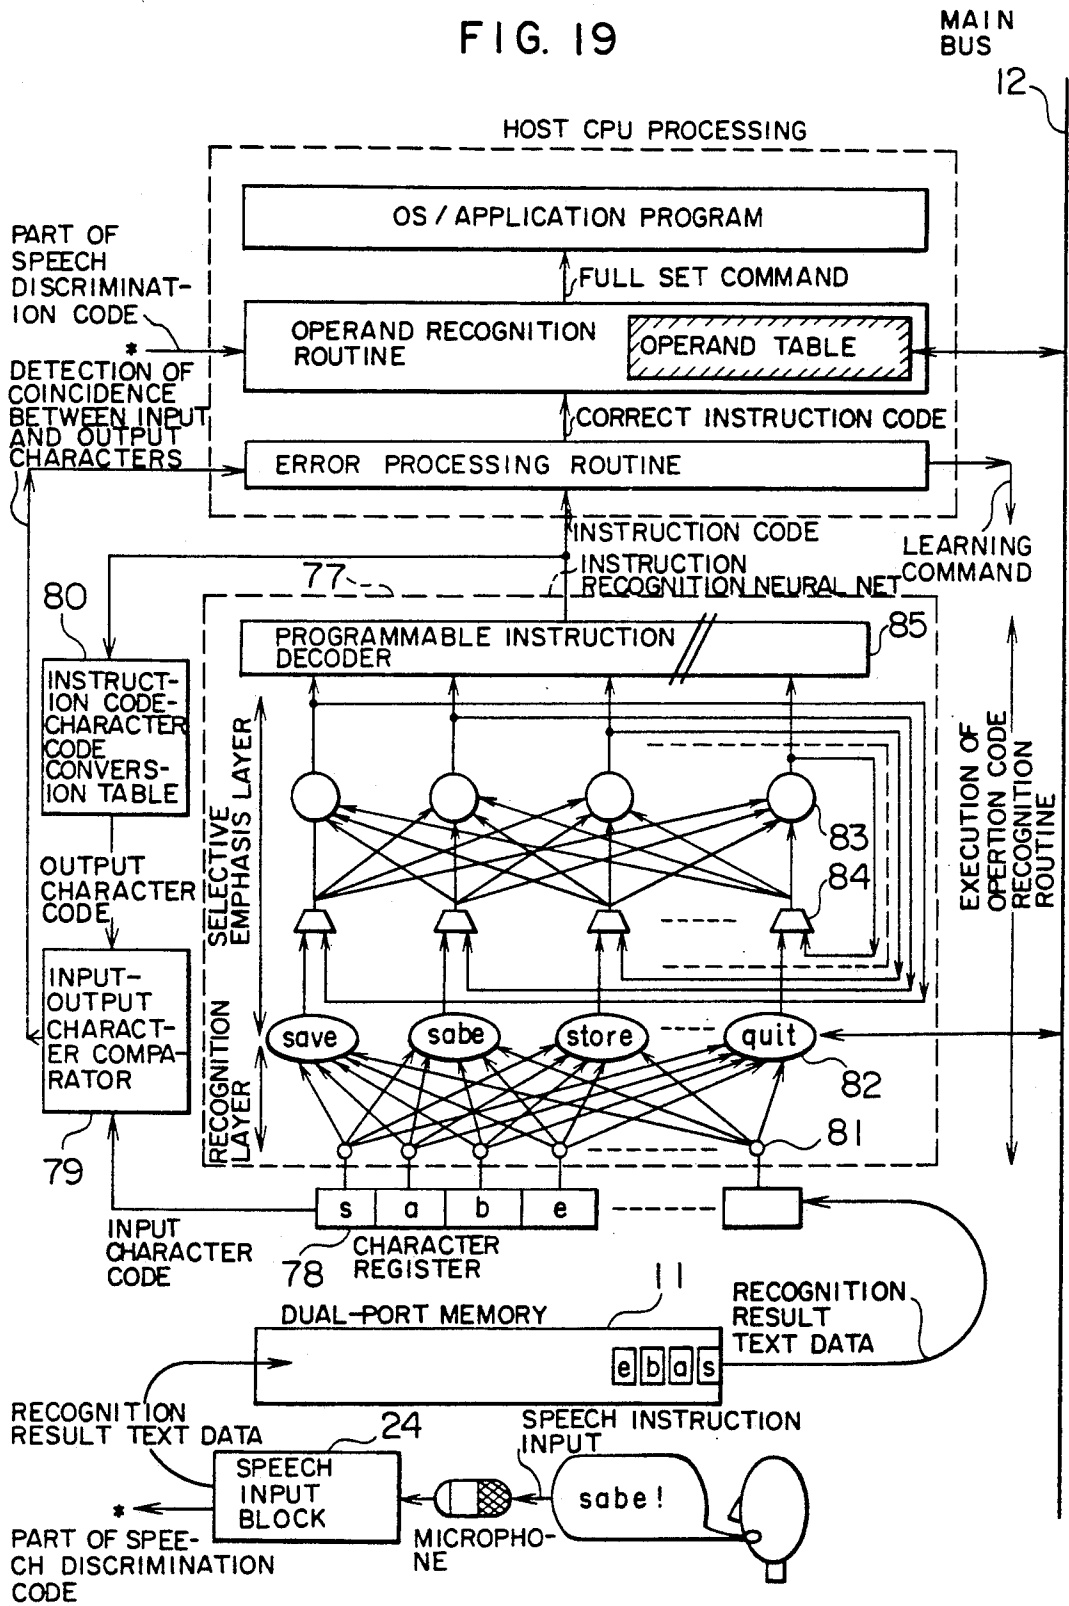 FIG. 19
MAIN
BUS
12
HOST CPU PROCESSING
OS / APPLICATION PROGRAM
PART OF
SPEECH
DISCRIMINAT-
ION CODE
*
FULL SET COMMAND
OPERAND RECOGNITION
ROUTINE
OPERAND TABLE
DETECTION OF
COINCIDENCE
BETWEEN INPUT
AND OUTPUT
CHARACTERS
CORRECT INSTRUCTION CODE
ERROR PROCESSING ROUTINE
INSTRUCTION CODE
LEARNING
COMMAND
77
INSTRUCTION
RECOGNITION NEURAL NET
80
PROGRAMMABLE INSTRUCTION
DECODER
85
INSTRUCT-
ION CODE-
CHARACTER
CODE
CONVERS-
ION TABLE
SELECTIVE
EMPHASIS LAYER
83
84
EXECUTION OF
OPERTION CODE
RECOGNITION
ROUTINE
OUTPUT
CHARACTER
CODE
INPUT-
OUTPUT
CHARACT-
ER COMPA-
RATOR
79
RECOGNITION
LAYER
save
sabe
store
quit
82
81
s
a
b
e
INPUT
CHARACTER
CODE
78
CHARACTER
REGISTER
11
DUAL-PORT MEMORY
e
b
a
s
RECOGNITION
RESULT
TEXT DATA
RECOGNITION
RESULT TEXT DATA
24
SPEECH INSTRUCTION
INPUT
SPEECH
INPUT
BLOCK
sabe!
*
MICROPHO-
NE
PART OF SPEE-
CH DISCRIMINATION
CODE